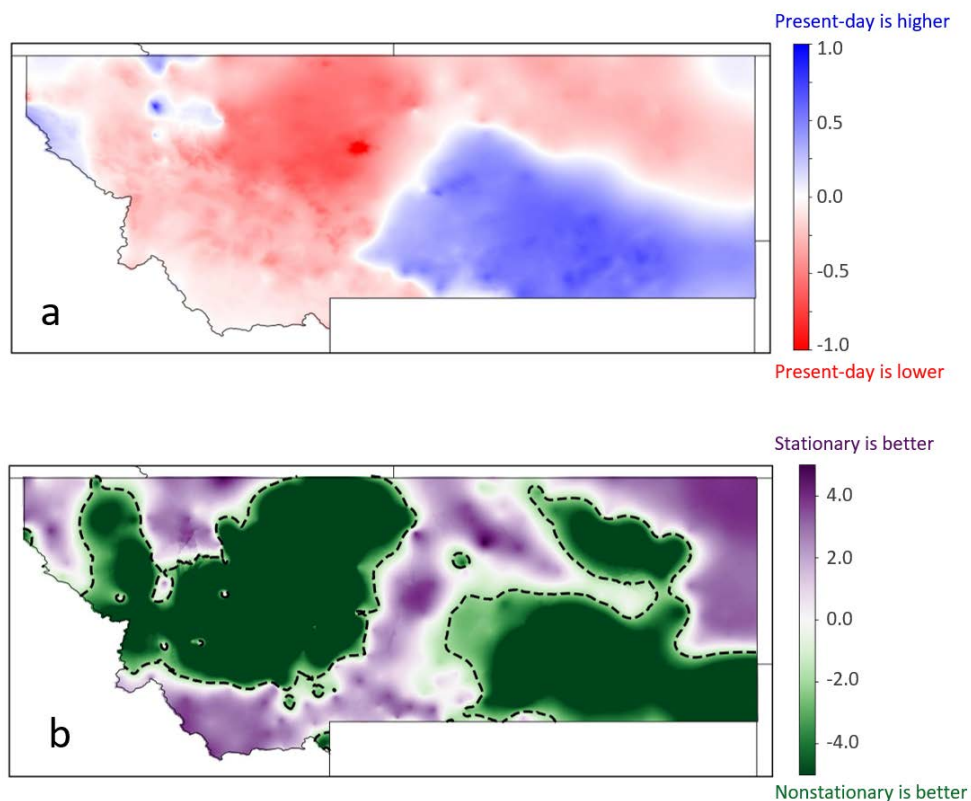 Present-day is higher
1.0
0.5
0.0
-0.5
-1.0
a
Present-day is lower
Stationary is better
4.0
2.0
0.0
-2.0
-4.0
b
Nonstationary is better